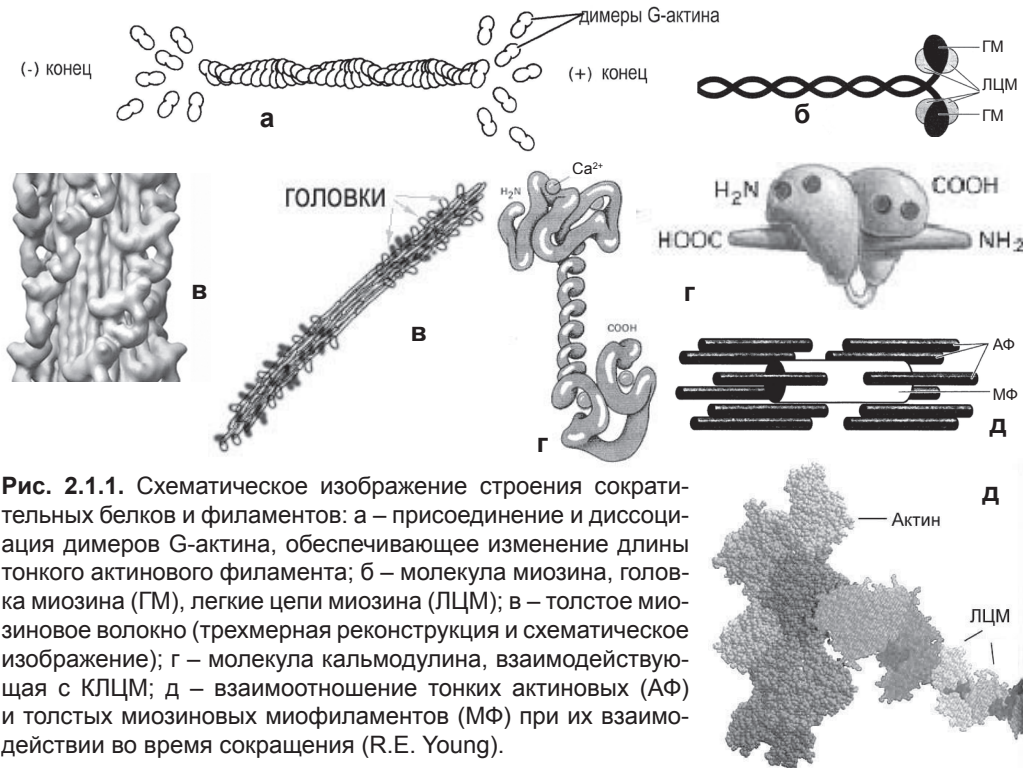 димеры G-актина
(-) конец
(+) конец
а
ГМ
ЛЦМ
ГМ
б
в
ГОЛОВКИ
в
Ca²⁺
H₂N
COOH
г
H₂N
COOH
HOOC
NH₂
г
АФ
МФ
д
Рис. 2.1.1. Схематическое изображение строения сократи-
тельных белков и филаментов: а – присоединение и диссоци-
ация димеров G-актина, обеспечивающее изменение длины
тонкого актинового филамента; б – молекула миозина, голов-
ка миозина (ГМ), легкие цепи миозина (ЛЦМ); в – толстое мио-
зиновое волокно (трехмерная реконструкция и схематическое
изображение); г – молекула кальмодулина, взаимодействую-
щая с КЛЦМ; д – взаимоотношение тонких актиновых (АФ)
и толстых миозиновых миофиламентов (МФ) при их взаимо-
действии во время сокращения (R.E. Young).
д
Актин
ЛЦМ